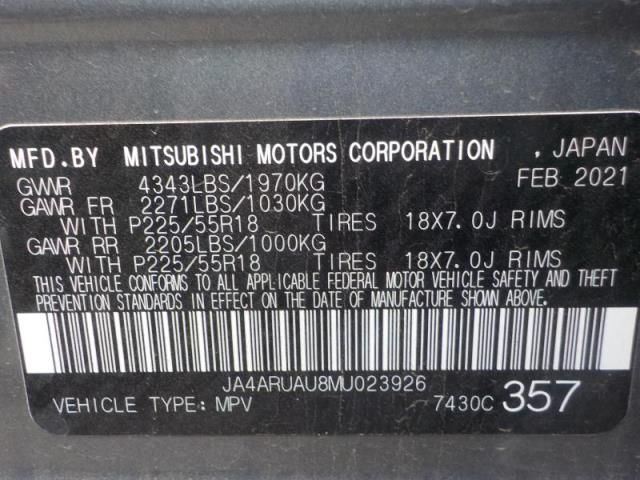 MFD.BY MITSUBISHI MOTORS CORPORATION , JAPAN
GVWR 4343LBS/1970KG FEB 2021
GAWR FR 2271LBS/1030KG
WITH P225/55R18 TIRES 18X7.0J RIMS
GAWR RR 2205LBS/1000KG
WITH P225/55R18 TIRES 18X7.0J RIMS
THIS VEHICLE CONFORMS TO ALL APPLICABLE FEDERAL MOTOR VEHICLE SAFETY AND THEFT
PREVENTION STANDARDS IN EFFECT ON THE DATE OF MANUFACTURE SHOWN ABOVE.
JA4ARUAU8MU023926
VEHICLE TYPE: MPV 7430C 357